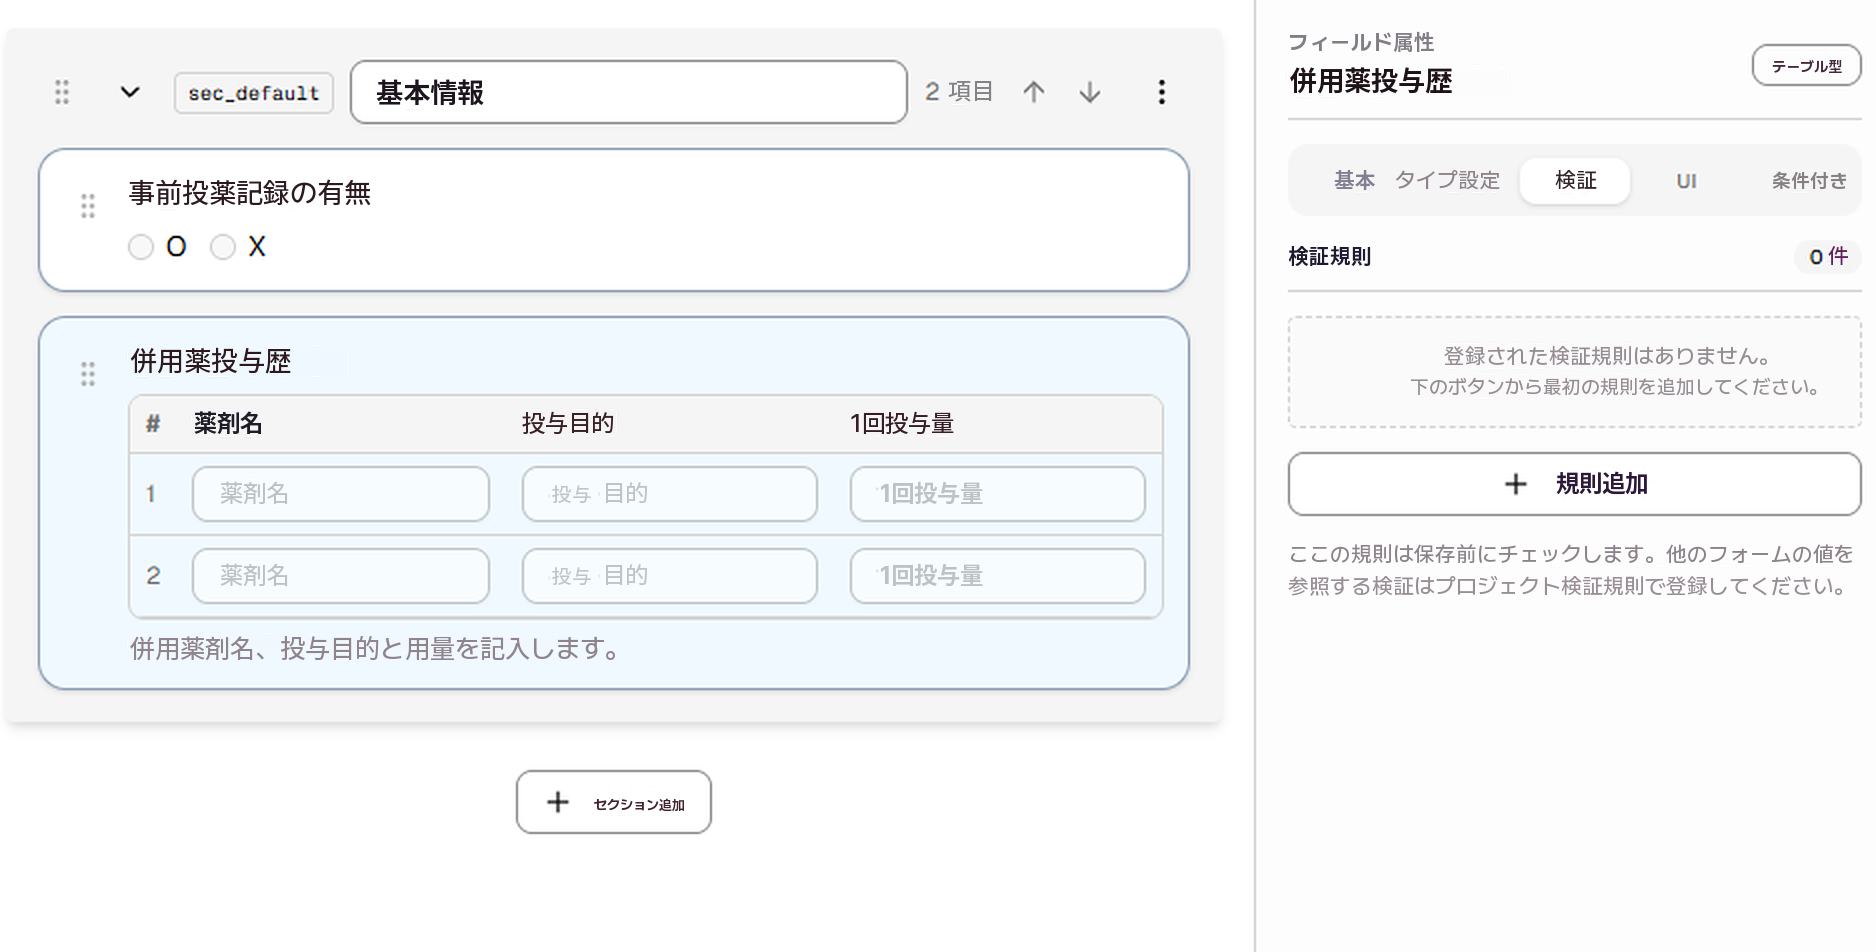 sec_default 基本情報 2 項目
事前投薬記録の有無
O X
併用薬投与歴
# 薬剤名 投与目的 1回投与量
1 薬剤名 投与 目的 1回投与量
2 薬剤名 投与 目的 1回投与量
併用薬剤名、投与目的と用量を記入します。
セクション追加
フィールド属性
併用薬投与歴
テーブル型
基本 タイプ設定 検証 UI 条件付き
検証規則 0 件
登録された検証規則はありません。
下のボタンから最初の規則を追加してください。
規則追加
ここの規則は保存前にチェックします。他のフォームの値を
参照する検証はプロジェクト検証規則で登録してください。